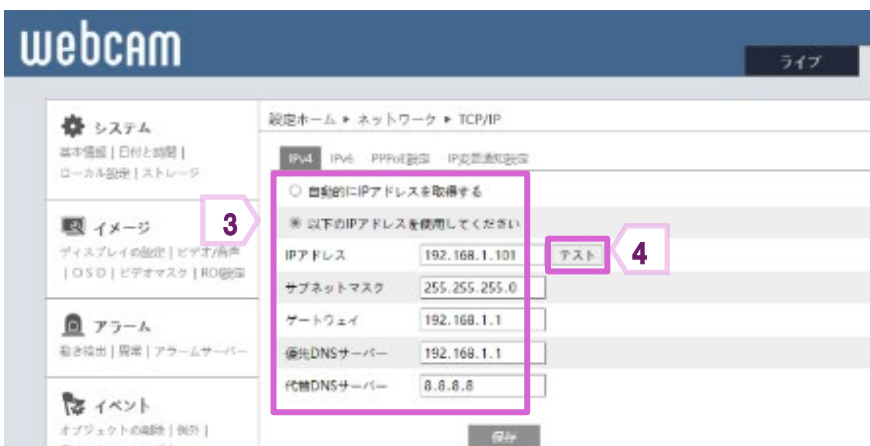 webcam
ライブ
システム
基本情報 | 日付と時間 |
ローカル設定 | ストレージ
イメージ
ディスプレイの設定 | ビデオ/音声
| OSD | ビデオマスク | ROI設定
アラーム
動き検出 | 異常 | アラームサーバー
イベント
オブジェクトの削除 | 例外 |
設定ホーム ▶ ネットワーク ▶ TCP/IP
IPv4 IPv6 PPPoE設定 IP変更通知設定
自動的にIPアドレスを取得する
以下のIPアドレスを使用してください
IPアドレス 192.168.1.101 テスト
サブネットマスク 255.255.255.0
ゲートウェイ 192.168.1.1
優先DNSサーバー 192.168.1.1
代替DNSサーバー 8.8.8.8
保存
3
4